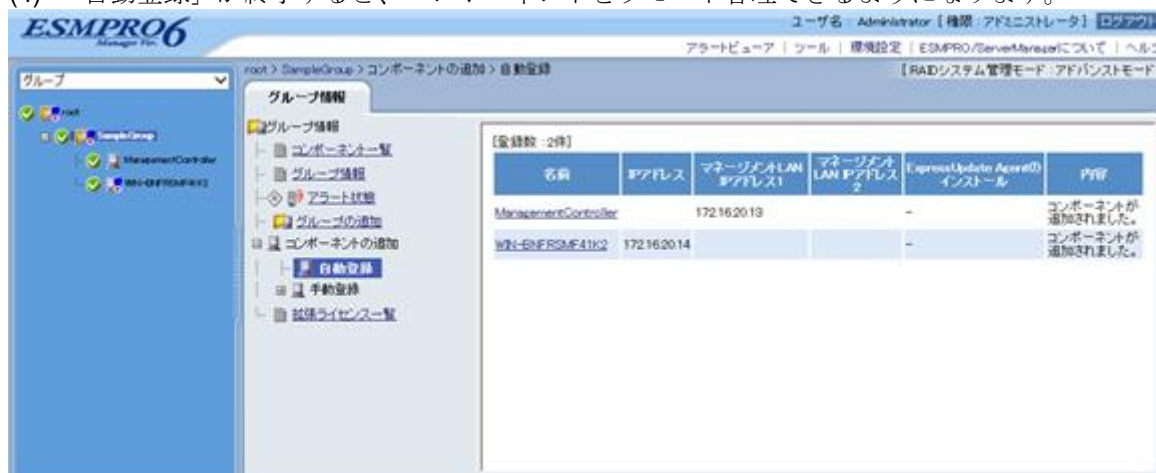 (4) 「自動登録」が終了すると、コンポーネントをリモート管理できるようになります。
ESMPRO6
Manager Ver.
ユーザ名 : Administrator [ 権限 : アドミニストレータ ] ログアウト
アラートビューア | ツール | 環境設定 | ESMPRO/ServerManagerについて | ヘルプ
グループ
root
SampleGroup
ManagementController
WIN-BNFRSMF41K2
root > SampleGroup > コンポーネントの追加 > 自動登録
[ RAIDシステム管理モード : アドバンストモード
グループ情報
グループ情報
コンポーネント一覧
グループ情報
アラート状態
グループの追加
コンポーネントの追加
自動登録
手動登録
拡張ライセンス一覧
[登録数 : 2件]
名前 IPアドレス マネージメントLAN IPアドレス1 マネージメントLAN IPアドレス2 ExpressUpdate Agentのインストール 内容
ManagementController 172.16.20.13 - コンポーネントが追加されました。
WIN-BNFRSMF41K2 172.16.20.14 - コンポーネントが追加されました。